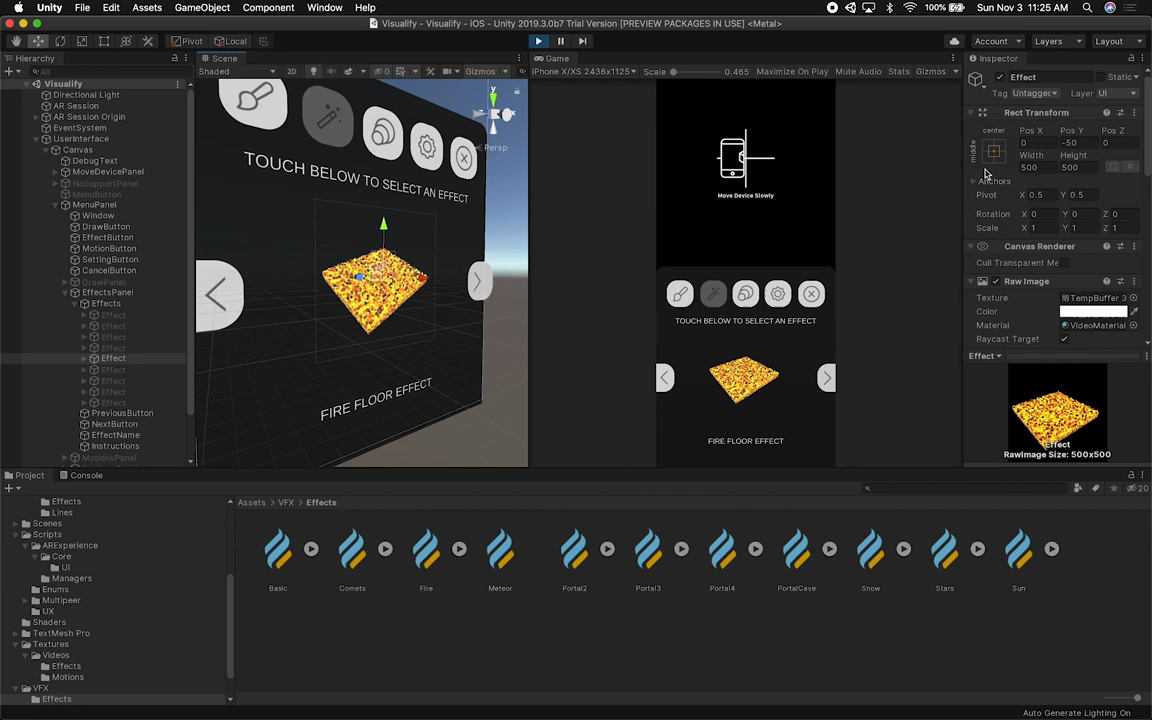 Unity File Edit Assets GameObject Component Window Help 100% Sun Nov 3 11:25 AM
Visualify - Visualify - iOS - Unity 2019.3.0b7 Trial Version [PREVIEW PACKAGES IN USE] <Metal>
Pivot Local Account Layers Layout
Hierarchy Scene Game Inspector
All Shaded 2D 0 Gizmos iPhone X/XS 2436x1125 Scale 0.465 Maximize On Play Mute Audio Stats Gizmos Effect Static
Visualify
Directional Light
AR Session
AR Session Origin
EventSystem
UserInterface
Canvas
DebugText
MoveDevicePanel
NoSupportPanel
MenuButton
MenuPanel
Window
DrawButton
EffectButton
MotionButton
SettingButton
CancelButton
DrawPanel
EffectsPanel
Effects
Effect
Effect
Effect
Effect
Effect
Effect
Effect
Effect
Effect
PreviousButton
NextButton
EffectName
Instructions
MotionsPanel
y
x
Persp
TOUCH BELOW TO SELECT AN EFFECT
FIRE FLOOR EFFECT
Move Device Slowly
TOUCH BELOW TO SELECT AN EFFECT
FIRE FLOOR EFFECT
Tag Untagged Layer UI
Rect Transform
center Pos X Pos Y Pos Z
middle 0 -50 0
Width Height
500 500 R
Anchors
Pivot X 0.5 Y 0.5
Rotation X 0 Y 0 Z 0
Scale X 1 Y 1 Z 1
Canvas Renderer
Cull Transparent Me
Raw Image
Texture TempBuffer 3
Color
Material VideoMaterial
Raycast Target
Effect
Effect
RawImage Size: 500x500
Project Console
20
Effects
Lines
Scenes
Scripts
ARExperience
Core
UI
Managers
Enums
Multipeer
UX
Shaders
TextMesh Pro
Textures
Videos
Effects
Motions
VFX
Effects
Assets > VFX > Effects
Basic Comets Fire Meteor Portal2 Portal3 Portal4 PortalCave Snow Stars Sun
Auto Generate Lighting On